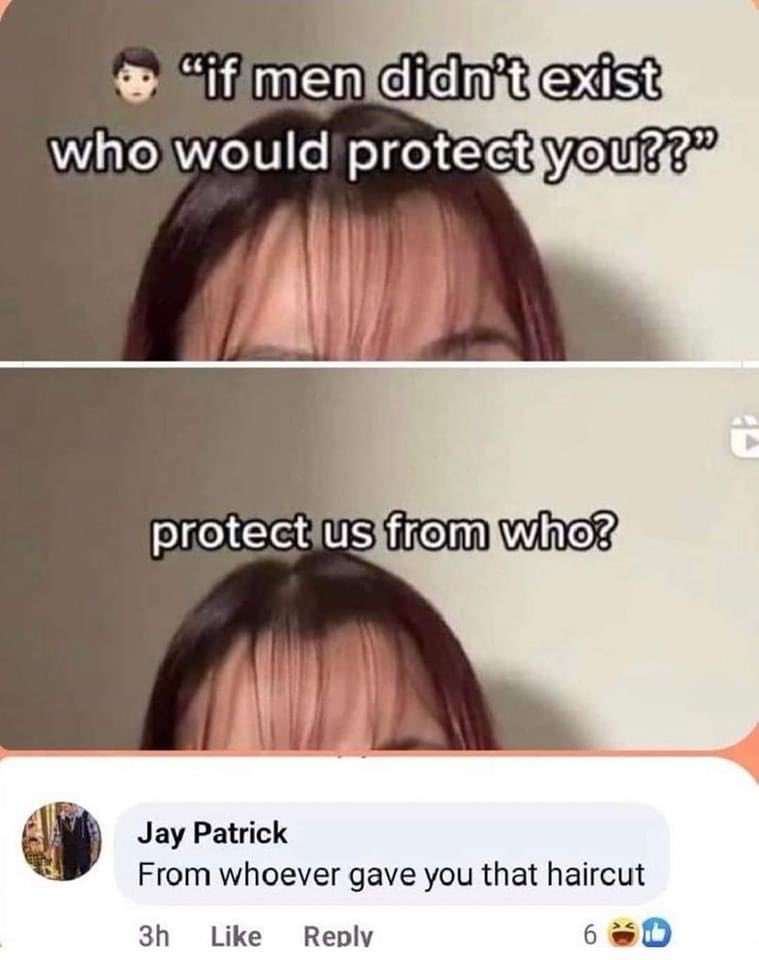 “if men didn’t exist
who would protect you??”
protect us from who?
Jay Patrick
From whoever gave you that haircut
3h Like Reply 6